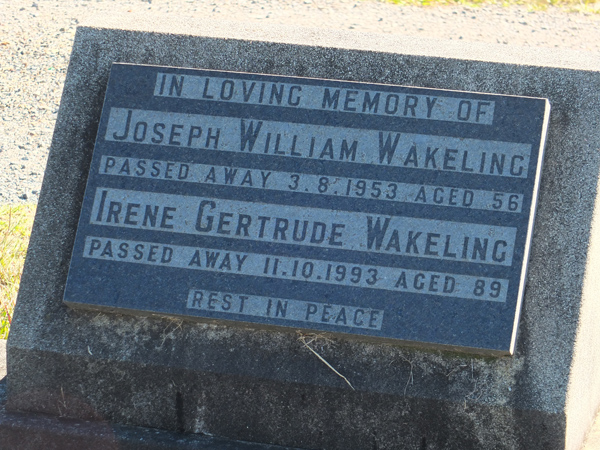 IN LOVING MEMORY OF
JOSEPH WILLIAM WAKELING
PASSED AWAY 3.8.1953 AGED 56
IRENE GERTRUDE WAKELING
PASSED AWAY 11.10.1993 AGED 89
REST IN PEACE